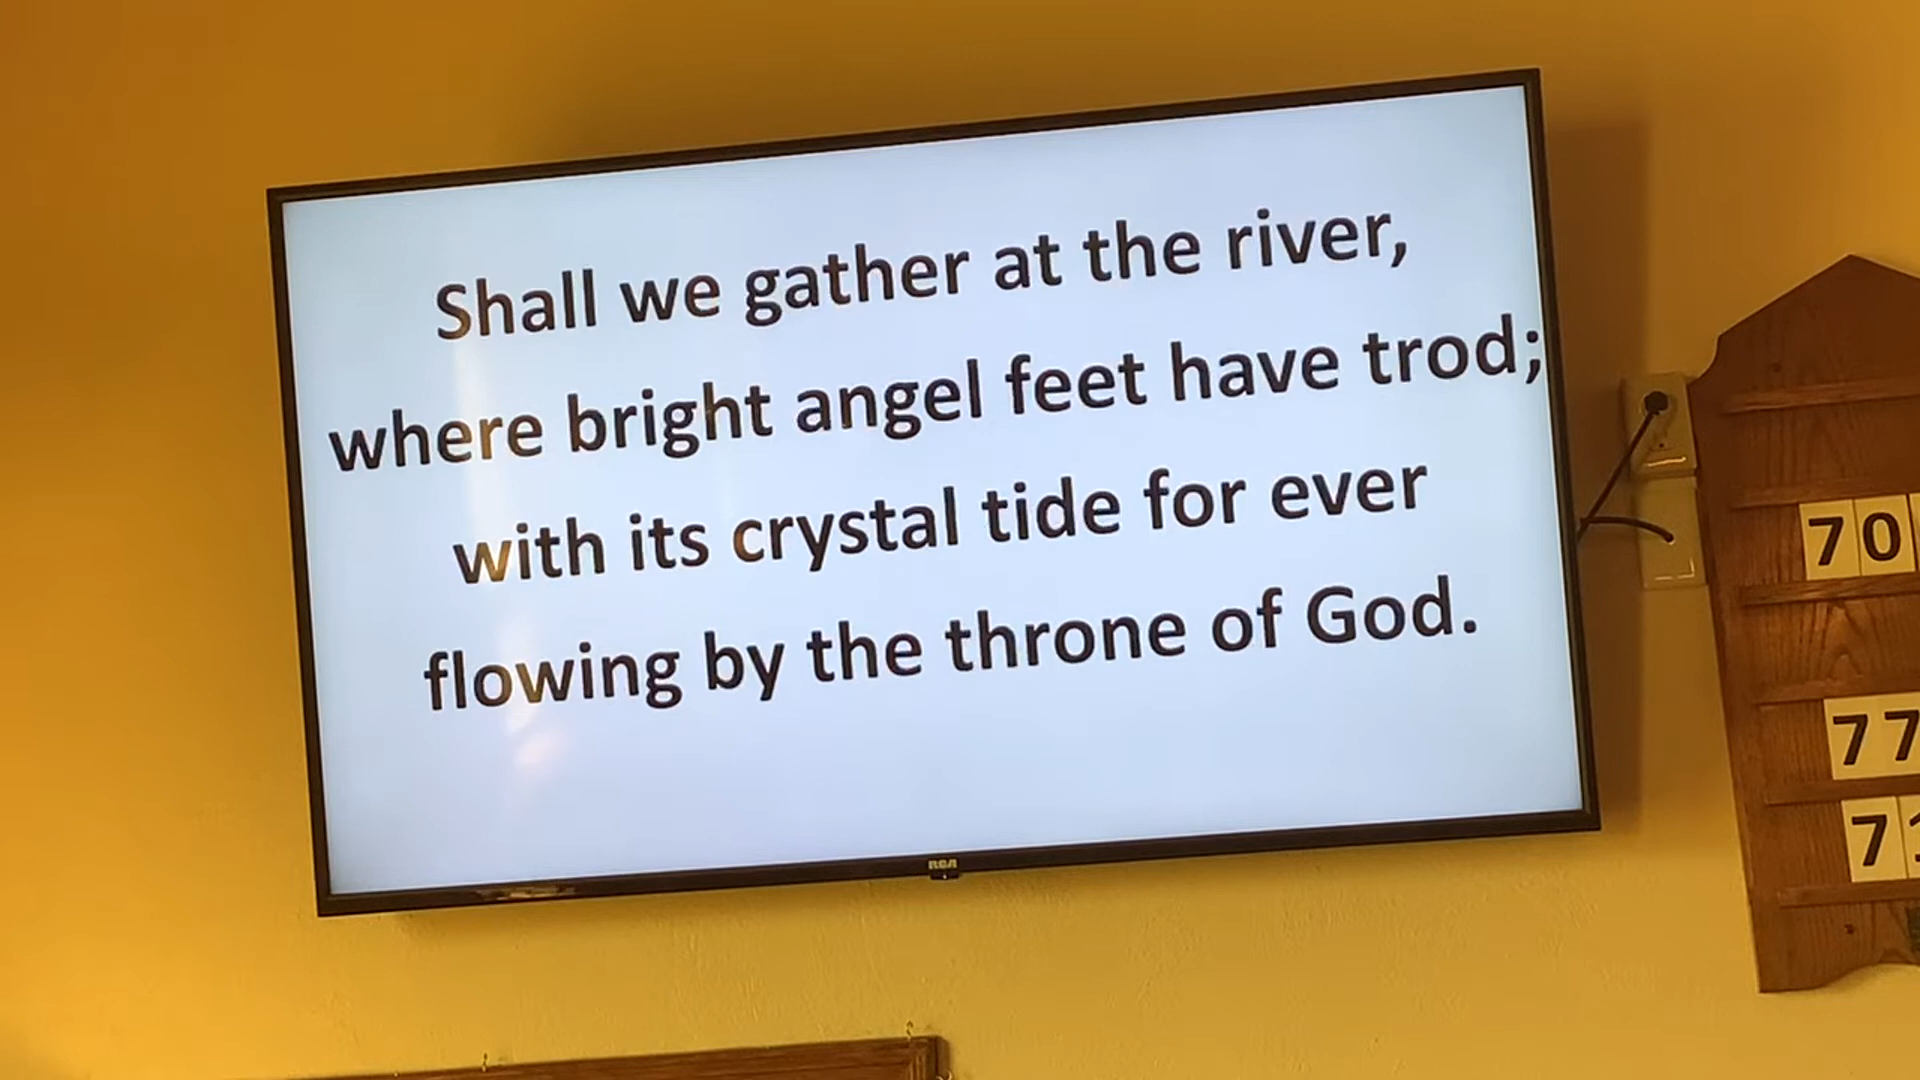 Shall we gather at the river,
where bright angel feet have trod;
with its crystal tide for ever
flowing by the throne of God.
RCA
70
77
7